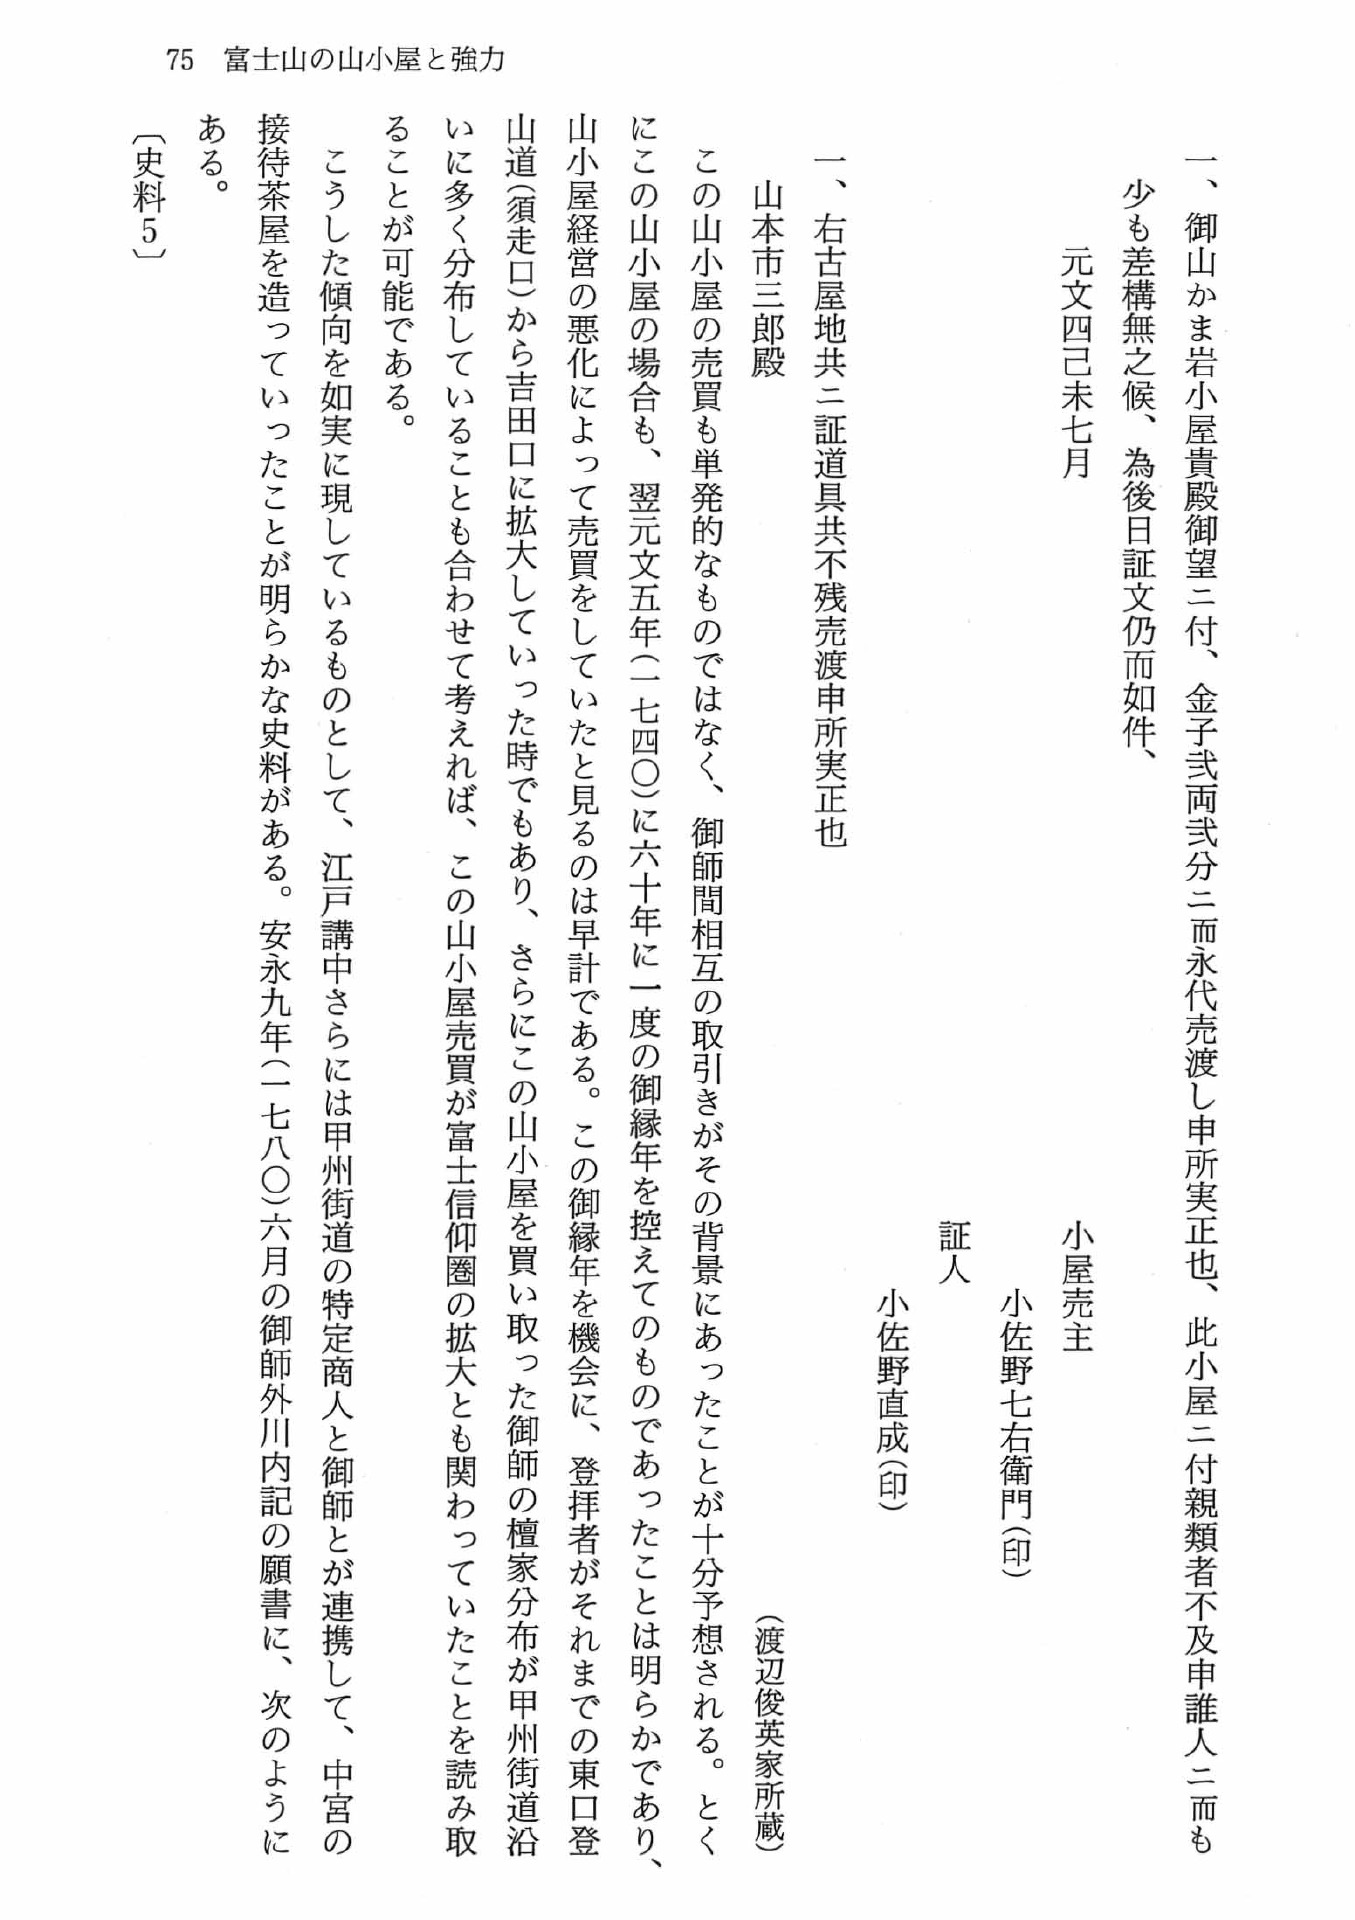 75　富士山の山小屋と強力
一、御山かま岩小屋貴殿御望ニ付、金子弐両弐分ニ而永代売渡し申所実正也、此小屋ニ付親類者不及申誰人ニ而も
少も差構無之候、為後日証文仍而如件、
元文四己未七月
小屋売主
小佐野七右衛門（印）
証人
小佐野直成（印）
一、右古屋地共ニ証道具共不残売渡申所実正也
山本市三郎殿
（渡辺俊英家所蔵）
この山小屋の売買も単発的なものではなく、御師間相互の取引きがその背景にあったことが十分予想される。とく
にこの山小屋の場合も、翌元文五年（一七四〇）に六十年に一度の御縁年を控えてのものであったことは明らかであり、
山小屋経営の悪化によって売買をしていたと見るのは早計である。この御縁年を機会に、登拝者がそれまでの東口登
山道（須走口）から吉田口に拡大していった時でもあり、さらにこの山小屋を買い取った御師の檀家分布が甲州街道沿
いに多く分布していることも合わせて考えれば、この山小屋売買が富士信仰圏の拡大とも関わっていたことを読み取
ることが可能である。
こうした傾向を如実に現しているものとして、江戸講中さらには甲州街道の特定商人と御師とが連携して、中宮の
接待茶屋を造っていったことが明らかな史料がある。安永九年（一七八〇）六月の御師外川内記の願書に、次のように
ある。
〔史料5〕